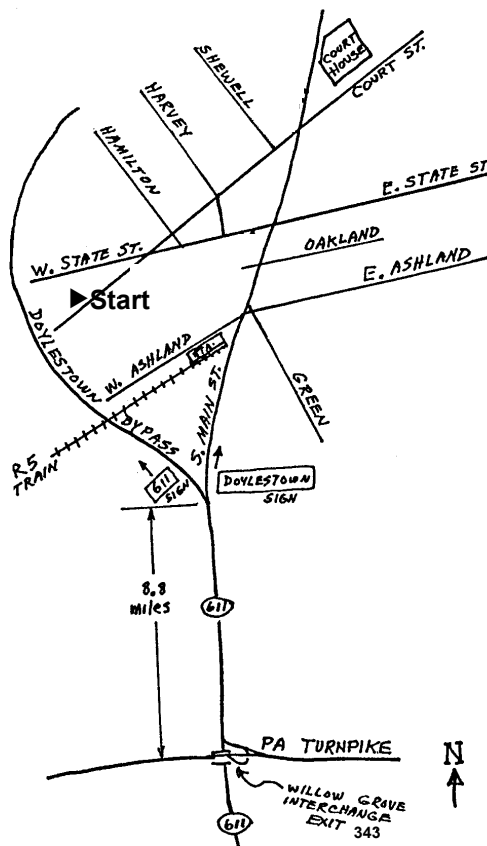 COURT
HOUSE
COURT ST.
SHEWELL
HARVEY
HAMILTON
E. STATE ST
W. STATE ST.
OAKLAND
E. ASHLAND
Start
DOYLESTOWN
BYPASS
W. ASHLAND
STA.
S. MAIN ST.
GREEN
R5
TRAIN
611
SIGN
DOYLESTOWN
SIGN
8.8
miles
611
PA TURNPIKE
N
WILLOW GROVE
INTERCHANGE
EXIT 343
611